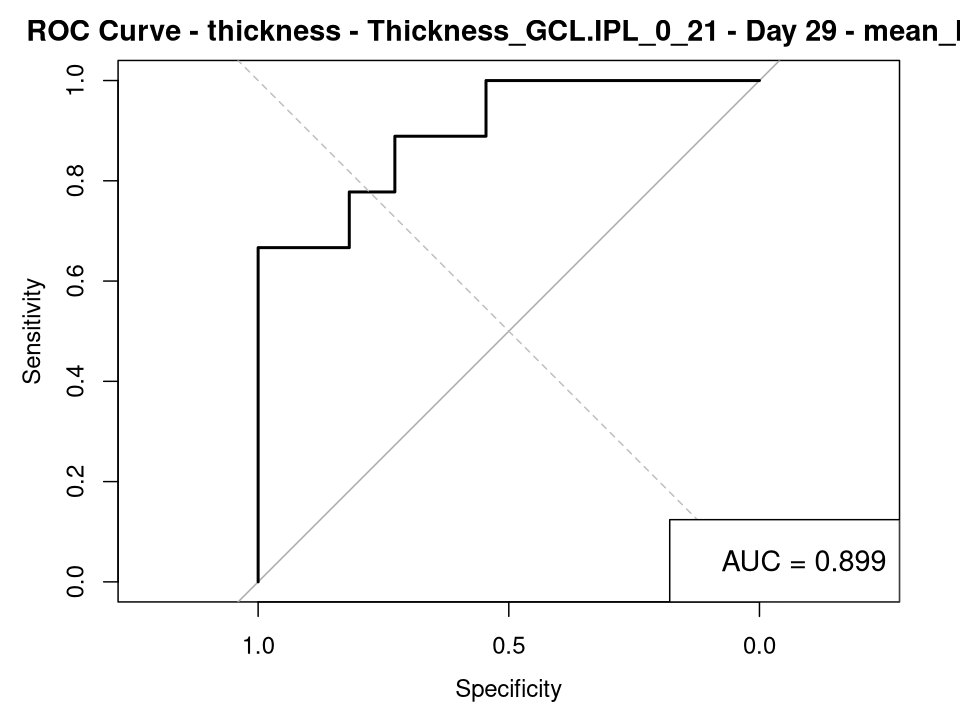 ROC Curve - thickness - Thickness_GCL.IPL_0_21 - Day 29 - mean_
1.0
0.8
0.6
0.4
0.2
0.0
Sensitivity
AUC = 0.899
1.0 0.5 0.0
Specificity